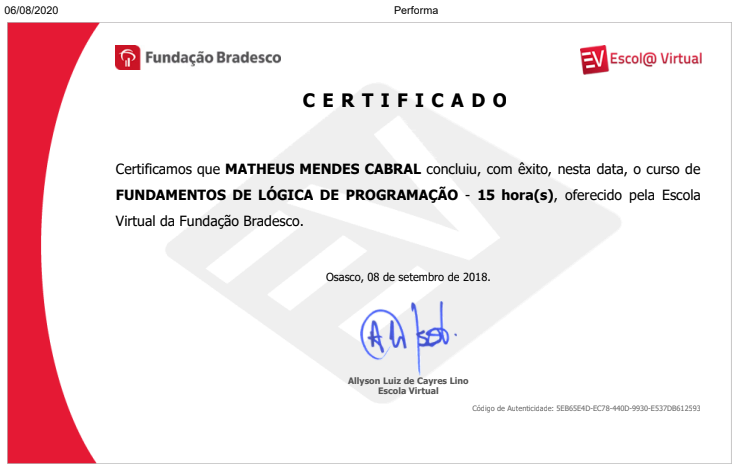 06/08/2020 Performa
Fundação Bradesco
EV Escol@ Virtual
CERTIFICADO
Certificamos que MATHEUS MENDES CABRAL concluiu, com êxito, nesta data, o curso de
FUNDAMENTOS DE LÓGICA DE PROGRAMAÇÃO - 15 hora(s), oferecido pela Escola
Virtual da Fundação Bradesco.
Osasco, 08 de setembro de 2018.
Allyson Luiz de Cayres Lino
Escola Virtual
Código de Autenticidade: 5EB65E4D-EC78-440D-9930-E537DB612593